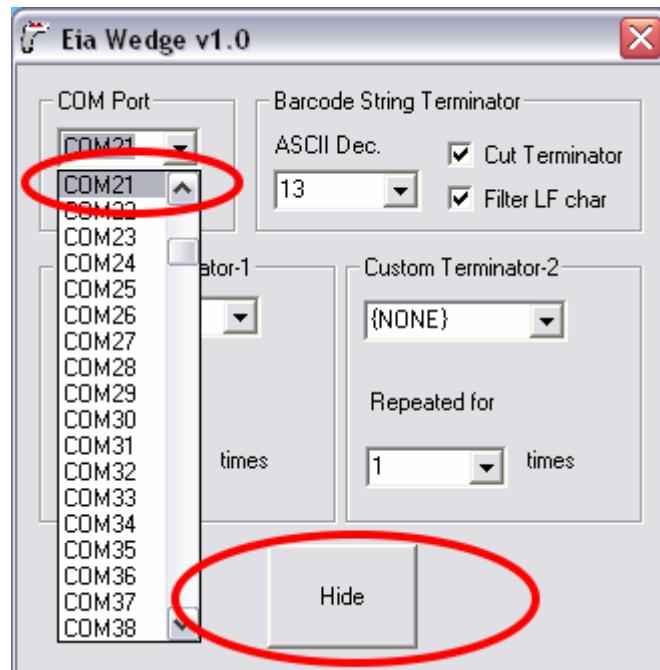 Eia Wedge v1.0
COM Port
Barcode String Terminator
COM21
ASCII Dec.
Cut Terminator
13
Filter LF char
COM21
COM22
COM23
COM24
COM25
COM26
COM27
COM28
COM29
COM30
COM31
COM32
COM33
COM34
COM35
COM36
COM37
COM38
ator-1
times
Custom Terminator-2
{NONE}
Repeated for
1
times
Hide